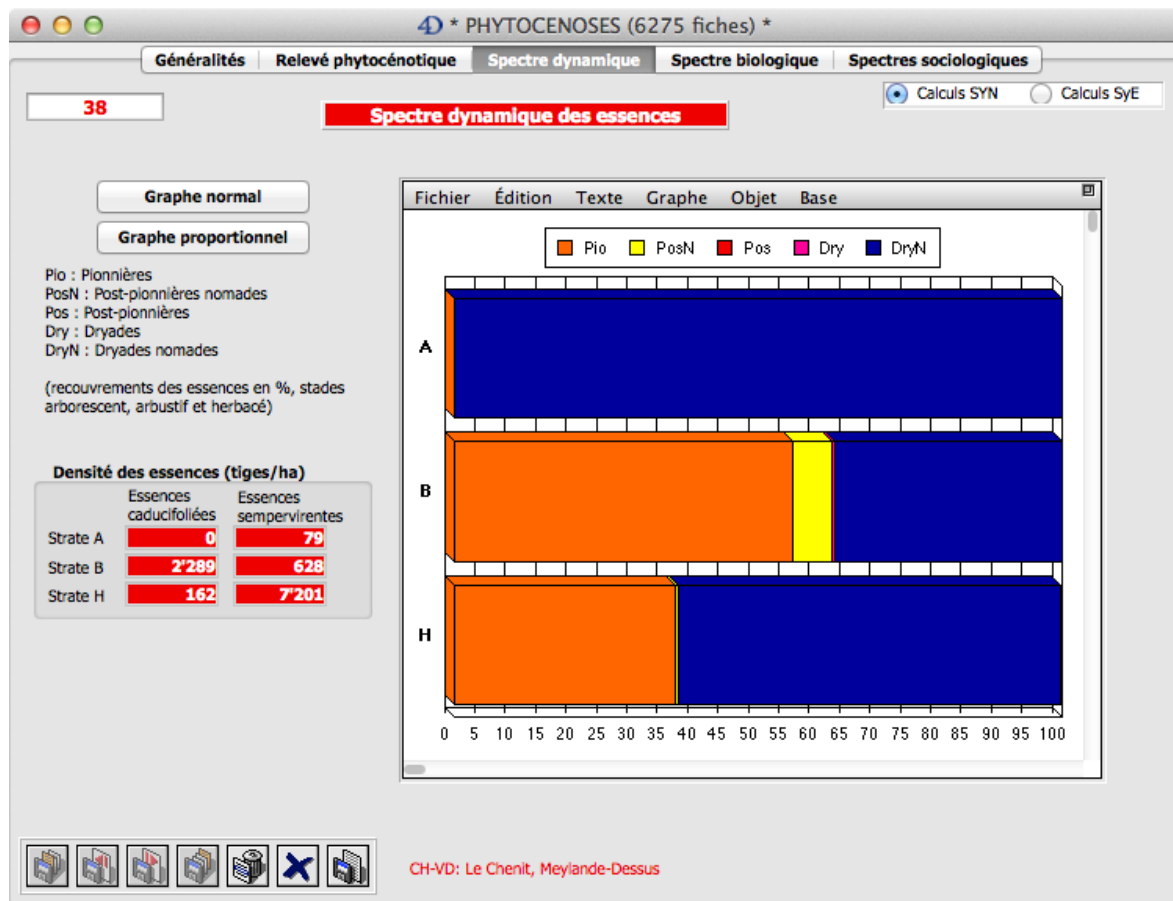 4D * PHYTOCENOSES (6275 fiches) *
Généralités Relevé phytocénotique Spectre dynamique Spectre biologique Spectres sociologiques
Calculs SYN Calculs SyE
38
Spectre dynamique des essences
Graphe normal
Graphe proportionnel
Pio : Pionnières
PosN : Post-pionnières nomades
Pos : Post-pionnières
Dry : Dryades
DryN : Dryades nomades
(recouvrements des essences en %, stades
arborescent, arbustif et herbacé)
Densité des essences (tiges/ha)
Essences Essences
caducifoliées sempervirentes
Strate A 0 79
Strate B 2'289 628
Strate H 162 7'201
Fichier Édition Texte Graphe Objet Base
Pio PosN Pos Dry DryN
A
B
H
0 5 10 15 20 25 30 35 40 45 50 55 60 65 70 75 80 85 90 95 100
CH-VD: Le Chenit, Meylande-Dessus